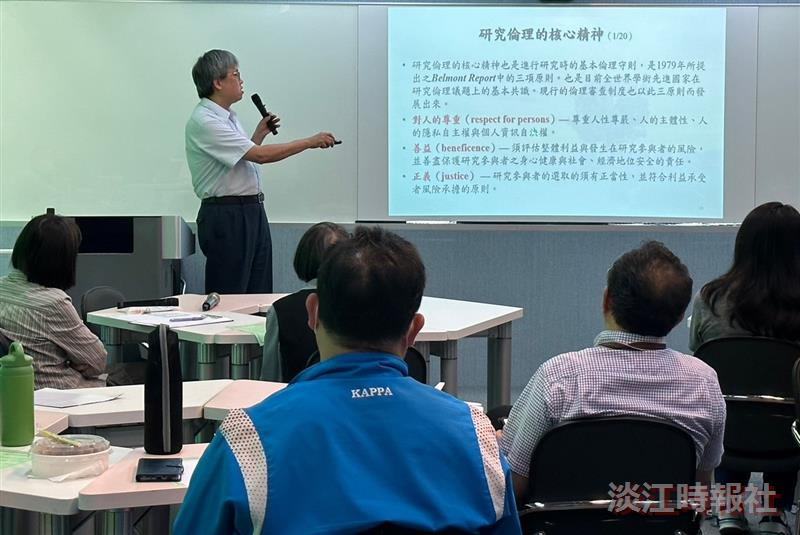 研究倫理的核心精神 (1/20)
• 研究倫理的核心精神也是進行研究時的基本倫理守則，是1979年所提
出之Belmont Report中的三項原則。也是目前全世界學術先進國家在
研究倫理議題上的基本共識。現行的倫理審查制度也以此三原則而發
展出來。
• 對人的尊重（respect for persons）— 尊重人性尊嚴、人的主體性、人
的隱私自主權與個人資訊自決權。
• 善益（beneficence）— 須評估整體利益與發生在研究參與者的風險，
並善盡保護研究參與者之身心健康與社會、經濟地位安全的責任。
• 正義（justice）— 研究參與者的選取的須有正當性，並符合利益承受
者風險承擔的原則。
KAPPA
淡江時報社